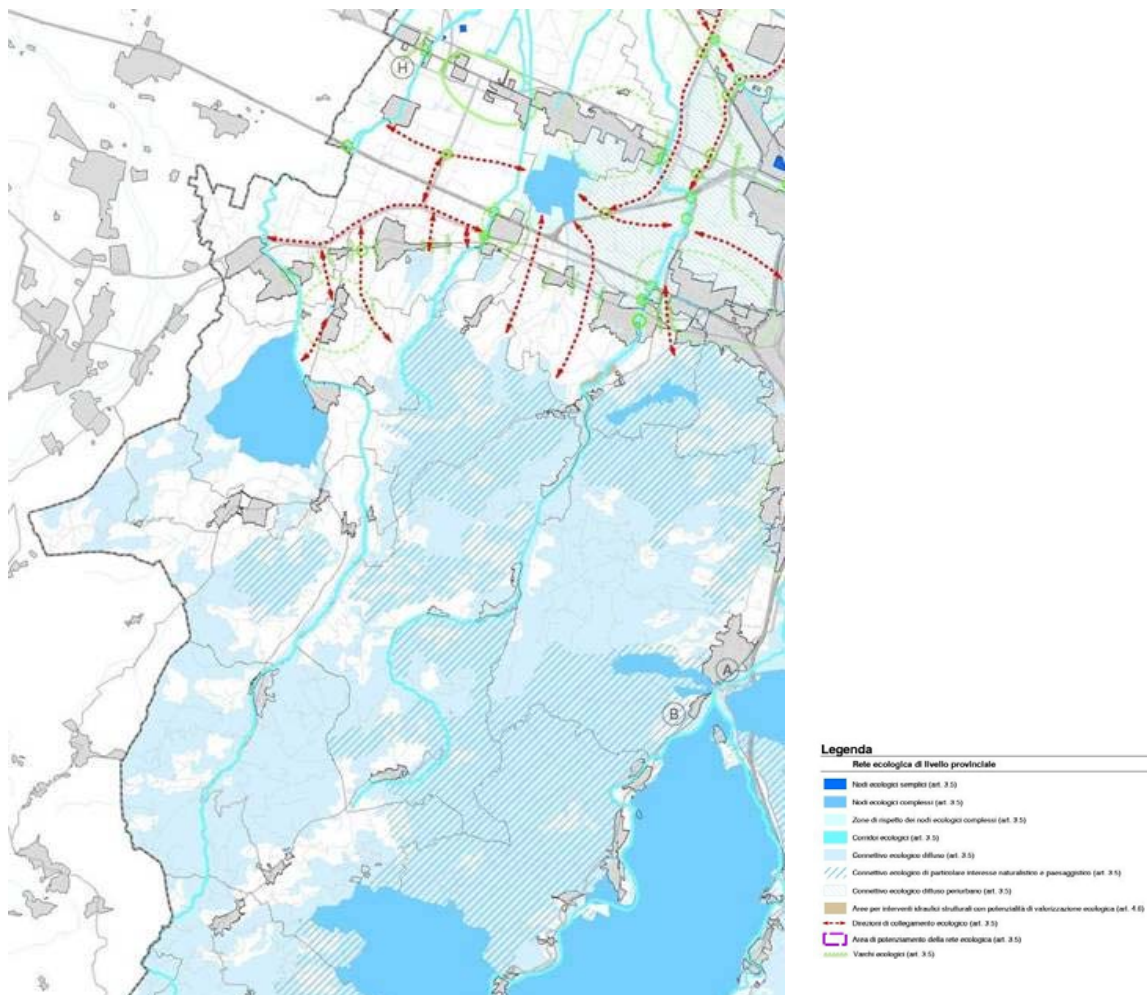 H
A
B
Legenda
Rete ecologica di livello provinciale
Nodi ecologici semplici (art. 3.5)
Nodi ecologici complessi (art. 3.5)
Zone di rispetto dei nodi ecologici complessi (art. 3.5)
Corridoi ecologici (art. 3.5)
Connettivo ecologico diffuso (art. 3.5)
Connettivo ecologico di particolare interesse naturalistico e paesaggistico (art. 3.5)
Connettivo ecologico diffuso periurbano (art. 3.5)
Aree per interventi idraulici strutturali con potenzialità di valorizzazione ecologica (art. 4.6)
Direzioni di collegamento ecologico (art. 3.5)
Area di potenziamento della rete ecologica (art. 3.5)
Varchi ecologici (art. 3.5)